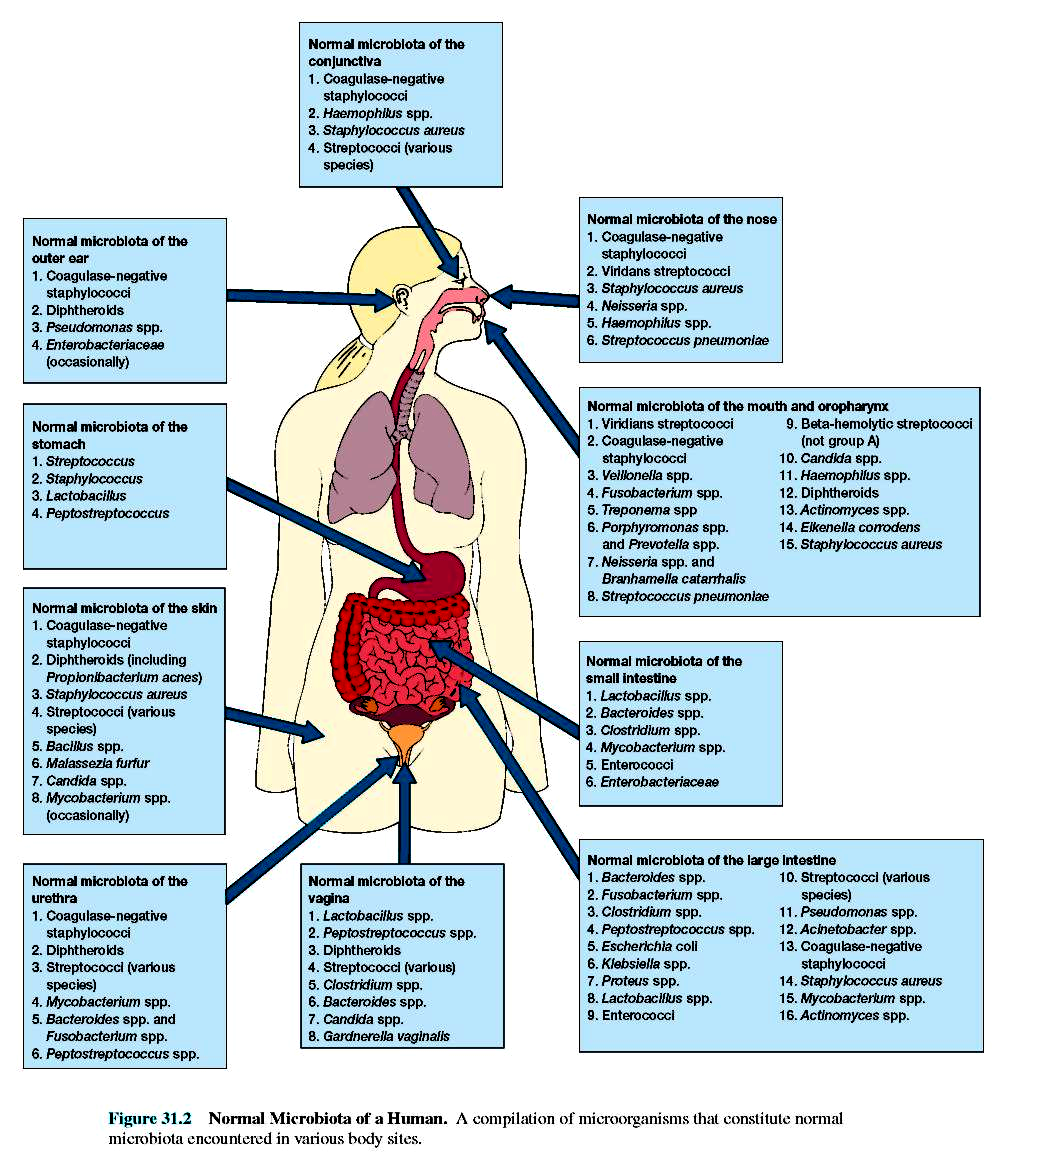 Normal microbiota of the
conjunctiva
1. Coagulase-negative
staphylococci
2. Haemophilus spp.
3. Staphylococcus aureus
4. Streptococci (various
species)
Normal microbiota of the nose
1. Coagulase-negative
staphylococci
2. Viridans streptococci
3. Staphylococcus aureus
4. Neisseria spp.
5. Haemophilus spp.
6. Streptococcus pneumoniae
Normal microbiota of the
outer ear
1. Coagulase-negative
staphylococci
2. Diphtheroids
3. Pseudomonas spp.
4. Enterobacteriaceae
(occasionally)
Normal microbiota of the mouth and oropharynx
1. Viridians streptococci
2. Coagulase-negative
staphylococci
3. Veillonella spp.
4. Fusobacterium spp.
5. Treponema spp
6. Porphyromonas spp.
and Prevotella spp.
7. Neisseria spp. and
Branhamella catarrhalis
8. Streptococcus pneumoniae
9. Beta-hemolytic streptococci
(not group A)
10. Candida spp.
11. Haemophilus spp.
12. Diphtheroids
13. Actinomyces spp.
14. Eikenella corrodens
15. Staphylococcus aureus
Normal microbiota of the
stomach
1. Streptococcus
2. Staphylococcus
3. Lactobacillus
4. Peptostreptococcus
Normal microbiota of the skin
1. Coagulase-negative
staphylococci
2. Diphtheroids (including
Propionibacterium acnes)
3. Staphylococcus aureus
4. Streptococci (various
species)
5. Bacillus spp.
6. Malassezia furfur
7. Candida spp.
8. Mycobacterium spp.
(occasionally)
Normal microbiota of the
small intestine
1. Lactobacillus spp.
2. Bacteroides spp.
3. Clostridium spp.
4. Mycobacterium spp.
5. Enterococci
6. Enterobacteriaceae
Normal microbiota of the
urethra
1. Coagulase-negative
staphylococci
2. Diphtheroids
3. Streptococci (various
species)
4. Mycobacterium spp.
5. Bacteroides spp. and
Fusobacterium spp.
6. Peptostreptococcus spp.
Normal microbiota of the
vagina
1. Lactobacillus spp.
2. Peptostreptococcus spp.
3. Diphtheroids
4. Streptococci (various)
5. Clostridium spp.
6. Bacteroides spp.
7. Candida spp.
8. Gardnerella vaginalis
Normal microbiota of the large intestine
1. Bacteroides spp.
2. Fusobacterium spp.
3. Clostridium spp.
4. Peptostreptococcus spp.
5. Escherichia coli
6. Klebsiella spp.
7. Proteus spp.
8. Lactobacillus spp.
9. Enterococci
10. Streptococci (various
species)
11. Pseudomonas spp.
12. Acinetobacter spp.
13. Coagulase-negative
staphylococci
14. Staphylococcus aureus
15. Mycobacterium spp.
16. Actinomyces spp.
Figure 31.2 Normal Microbiota of a Human. A compilation of microorganisms that constitute normal
microbiota encountered in various body sites.